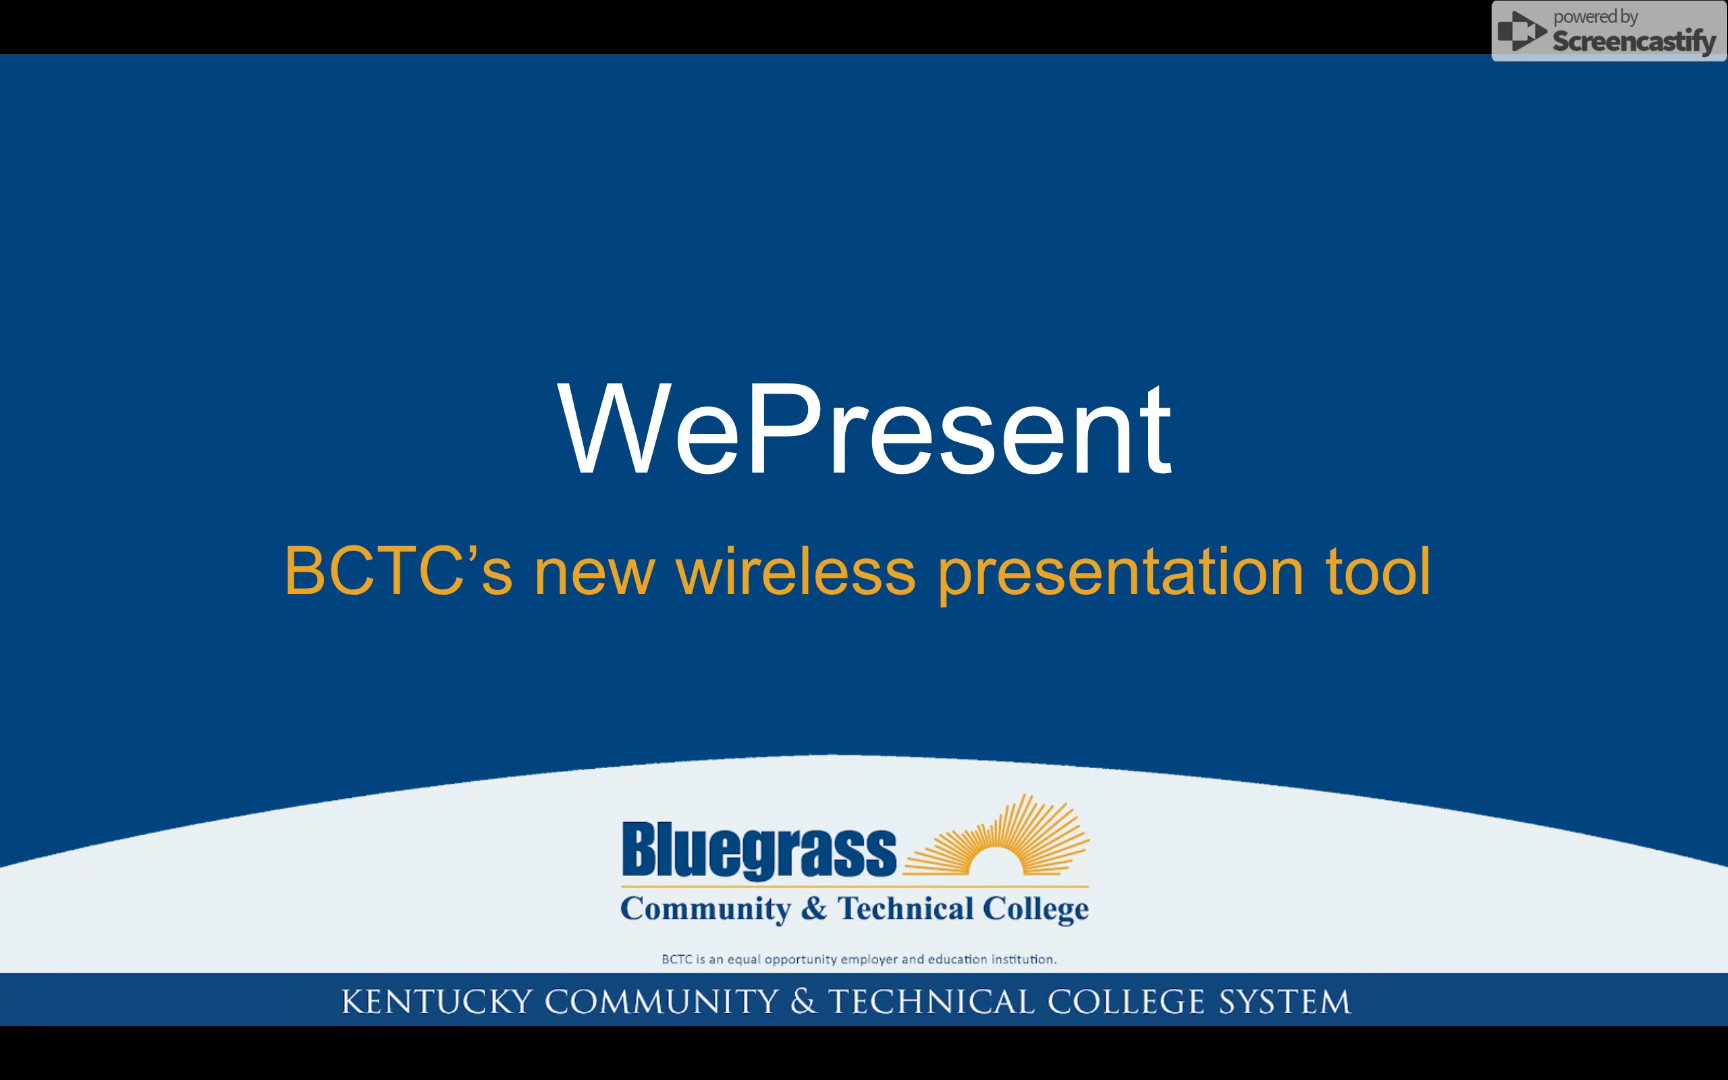 powered by
Screencastify
WePresent
BCTC’s new wireless presentation tool
Bluegrass
Community & Technical College
BCTC is an equal opportunity employer and education institution.
KENTUCKY COMMUNITY & TECHNICAL COLLEGE SYSTEM